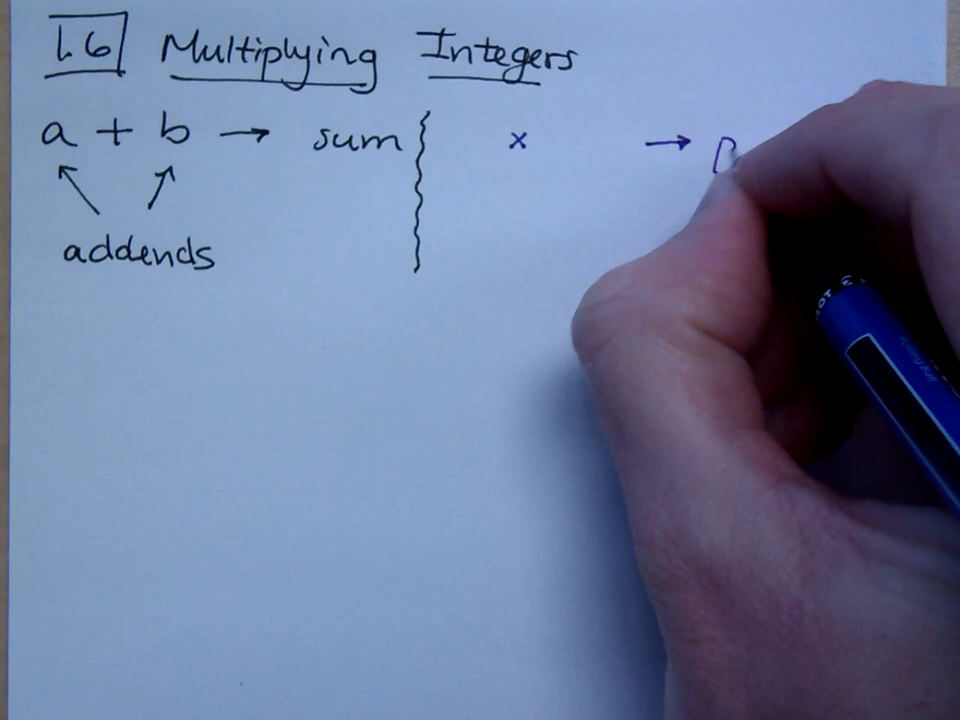 1.6 Multiplying Integers
a + b → sum × → p
addends